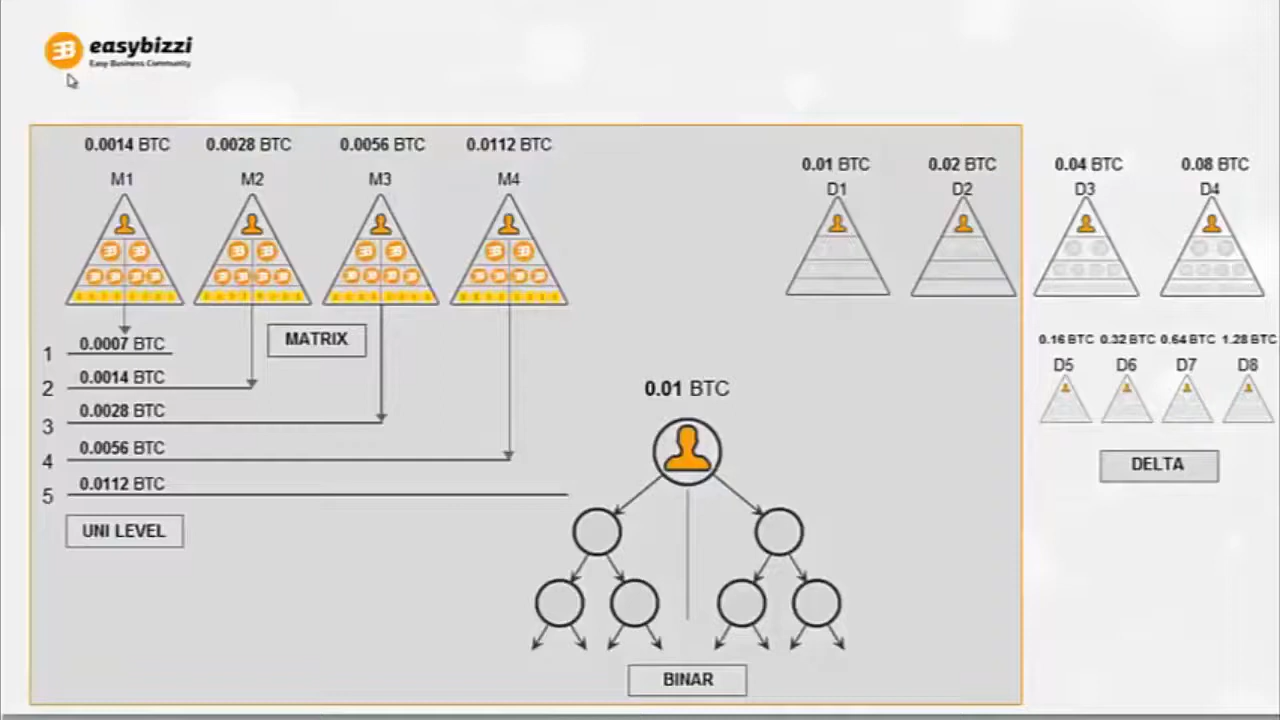 easybizzi
Easy Business Community
0.0014 BTC 0.0028 BTC 0.0056 BTC 0.0112 BTC
M1 M2 M3 M4
0.01 BTC 0.02 BTC 0.04 BTC 0.08 BTC
D1 D2 D3 D4
MATRIX
1 0.0007 BTC
2 0.0014 BTC
3 0.0028 BTC
4 0.0056 BTC
5 0.0112 BTC
UNI LEVEL
0.01 BTC
BINAR
0.16 BTC 0.32 BTC 0.64 BTC 1.28 BTC
D5 D6 D7 D8
DELTA